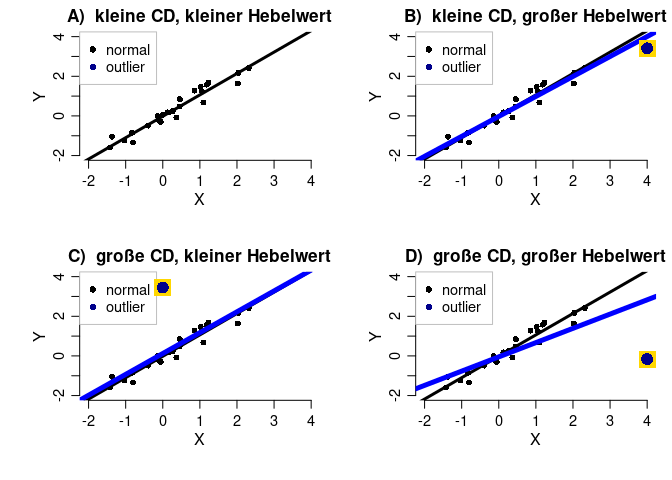 A)  kleine CD, kleiner Hebelwert
normal
outlier
Y
4
2
0
-2
-2 -1 0 1 2 3 4
X
B)  kleine CD, großer Hebelwert
normal
outlier
Y
4
2
0
-2
-2 -1 0 1 2 3 4
X
C)  große CD, kleiner Hebelwert
normal
outlier
Y
4
2
0
-2
-2 -1 0 1 2 3 4
X
D)  große CD, großer Hebelwert
normal
outlier
Y
4
2
0
-2
-2 -1 0 1 2 3 4
X